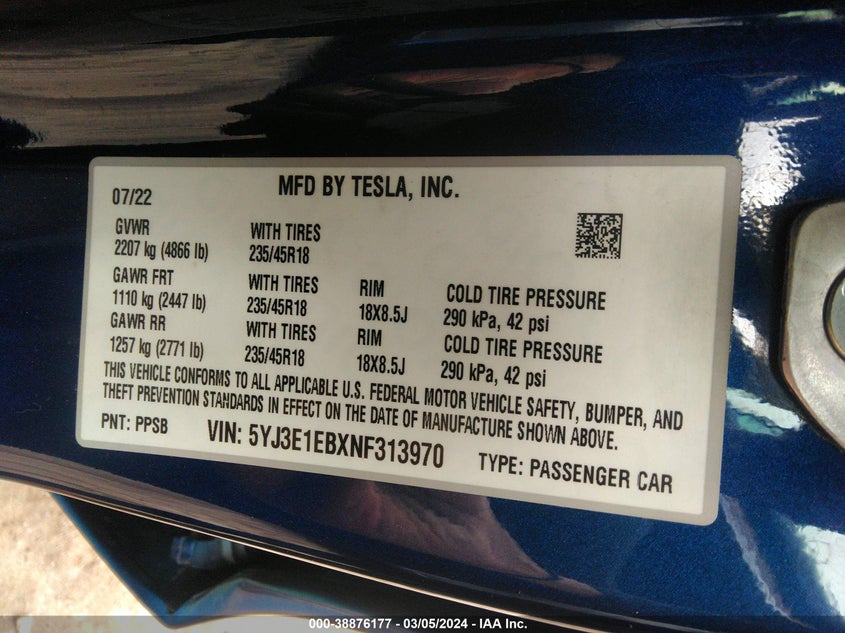 MFD BY TESLA, INC.
07/22
GVWR
2207 kg (4866 lb)
WITH TIRES
235/45R18
GAWR FRT
1110 kg (2447 lb)
WITH TIRES
235/45R18
RIM
18X8.5J
COLD TIRE PRESSURE
290 kPa, 42 psi
GAWR RR
1257 kg (2771 lb)
WITH TIRES
235/45R18
RIM
18X8.5J
COLD TIRE PRESSURE
290 kPa, 42 psi
THIS VEHICLE CONFORMS TO ALL APPLICABLE U.S. FEDERAL MOTOR VEHICLE SAFETY, BUMPER, AND
THEFT PREVENTION STANDARDS IN EFFECT ON THE DATE OF MANUFACTURE SHOWN ABOVE.
PNT: PPSB
VIN: 5YJ3E1EBXNF313970
TYPE: PASSENGER CAR
000-38876177 — 03/05/2024 — IAA Inc.